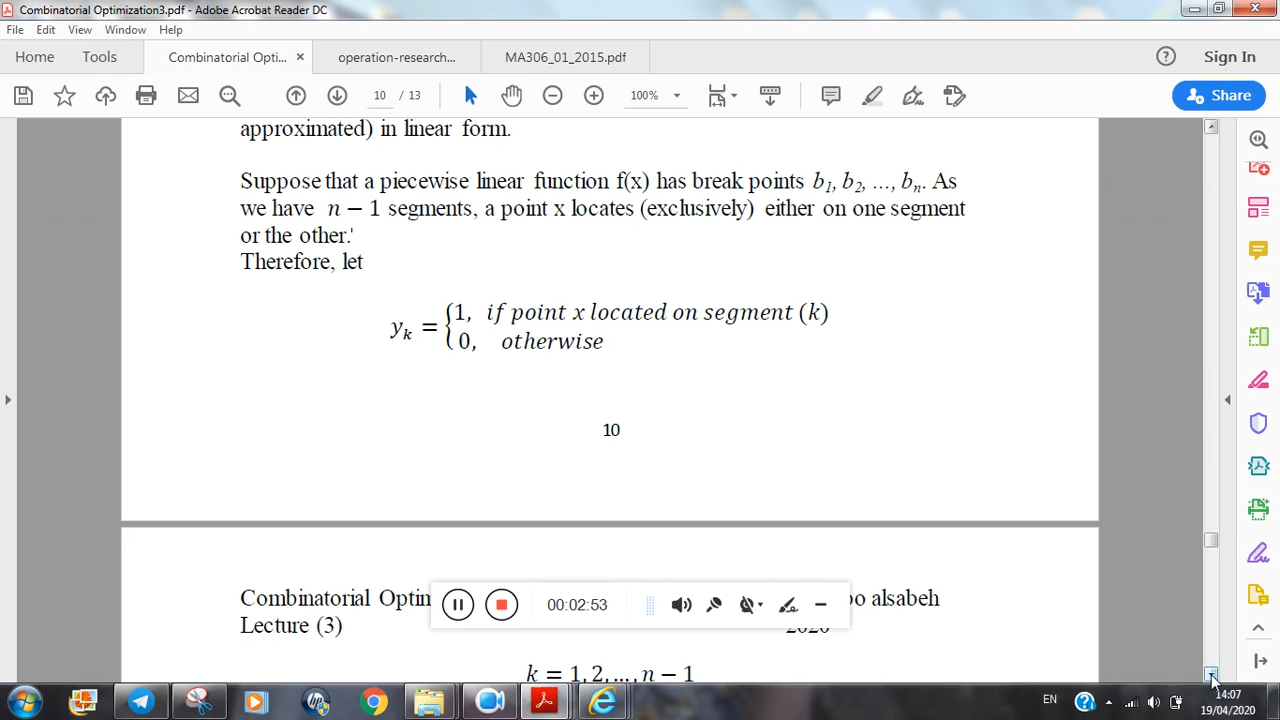 Combinatorial Optimization3.pdf - Adobe Acrobat Reader DC
File Edit View Window Help
Home Tools Combinatorial Opti... × operation-research... MA306_01_2015.pdf ? Sign In
10 / 13 100% Share
approximated) in linear form.
Suppose that a piecewise linear function f(x) has break points b1, b2, ..., bn. As
we have n − 1 segments, a point x locates (exclusively) either on one segment
or the other.'
Therefore, let
yk = {1, if point x located on segment (k)
0, otherwise
10
Combinatorial Optim
oo alsabeh
Lecture (3)
2020
00:02:53
k = 1,2, ..., n − 1
EN
14:07
19/04/2020